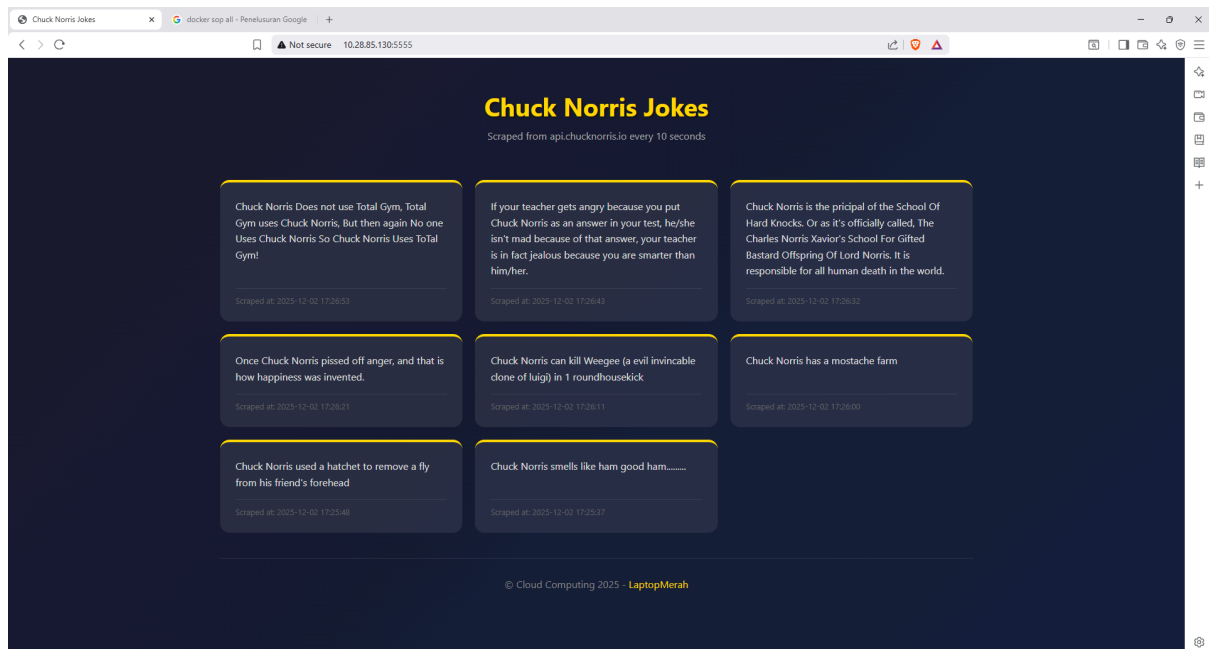 Chuck Norris Jokes
docker sop all - Penelusuran Google
Not secure 10.28.85.130:5555
Chuck Norris Jokes
Scraped from api.chucknorris.io every 10 seconds
Chuck Norris Does not use Total Gym, Total
Gym uses Chuck Norris, But then again No one
Uses Chuck Norris So Chuck Norris Uses ToTal
Gym!
Scraped at: 2025-12-02 17:26:53
If your teacher gets angry because you put
Chuck Norris as an answer in your test, he/she
isn't mad because of that answer, your teacher
is in fact jealous because you are smarter than
him/her.
Scraped at: 2025-12-02 17:26:43
Chuck Norris is the pricipal of the School Of
Hard Knocks. Or as it's officially called, The
Charles Norris Xavior's School For Gifted
Bastard Offspring Of Lord Norris. It is
responsible for all human death in the world.
Scraped at: 2025-12-02 17:26:32
Once Chuck Norris pissed off anger, and that is
how happiness was invented.
Scraped at: 2025-12-02 17:26:21
Chuck Norris can kill Weegee (a evil invincable
clone of luigi) in 1 roundhousekick
Scraped at: 2025-12-02 17:26:11
Chuck Norris has a mostache farm
Scraped at: 2025-12-02 17:26:00
Chuck Norris used a hatchet to remove a fly
from his friend's forehead
Scraped at: 2025-12-02 17:25:48
Chuck Norris smells like ham good ham.........
Scraped at: 2025-12-02 17:25:37
© Cloud Computing 2025 - LaptopMerah